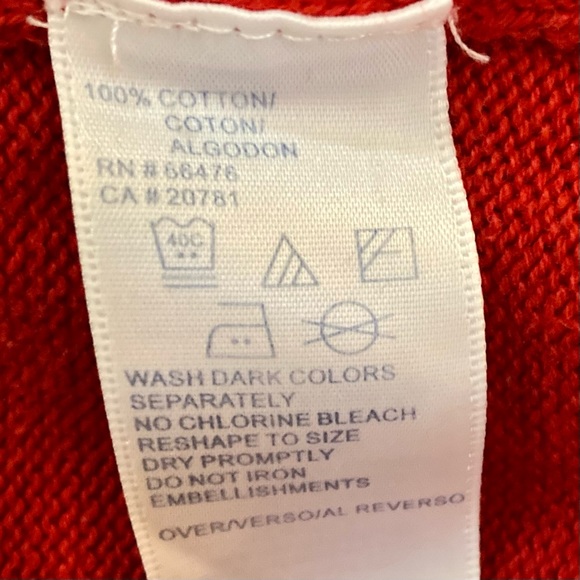 100% COTTON/
COTON/
ALGODON
RN # 66476
CA # 20781
40C
WASH DARK COLORS
SEPARATELY
NO CHLORINE BLEACH
RESHAPE TO SIZE
DRY PROMPTLY
DO NOT IRON
EMBELLISHMENTS
OVER/VERSO/AL REVERSO